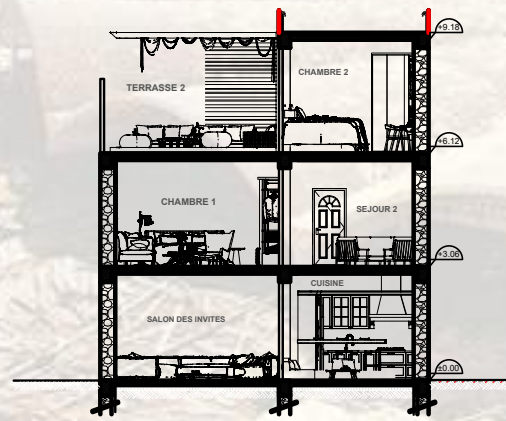 +9.18
CHAMBRE 2
TERRASSE 2
+6.12
CHAMBRE 1
SEJOUR 2
+3.06
CUISINE
SALON DES INVITES
±0.00